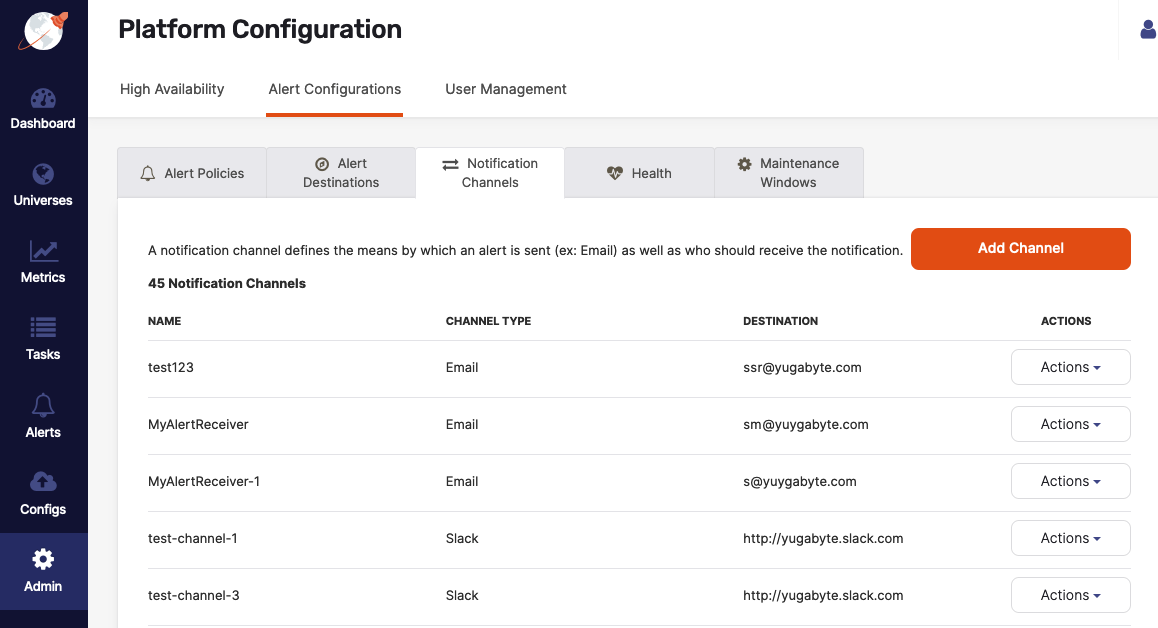 Platform Configuration
High Availability
Alert Configurations
User Management
Dashboard
Universes
Metrics
Tasks
Alerts
Configs
Admin
Alert Policies
Alert
Destinations
Notification
Channels
Health
Maintenance
Windows
A notification channel defines the means by which an alert is sent (ex: Email) as well as who should receive the notification.
Add Channel
45 Notification Channels
NAME CHANNEL TYPE DESTINATION ACTIONS
test123 Email ssr@yugabyte.com Actions
MyAlertReceiver Email sm@yuygabyte.com Actions
MyAlertReceiver-1 Email s@yuygabyte.com Actions
test-channel-1 Slack http://yugabyte.slack.com Actions
test-channel-3 Slack http://yugabyte.slack.com Actions